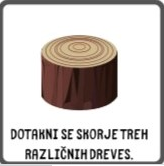 DOTAKNI SE SKORJE TREH
RAZLIČNIH DREVES.